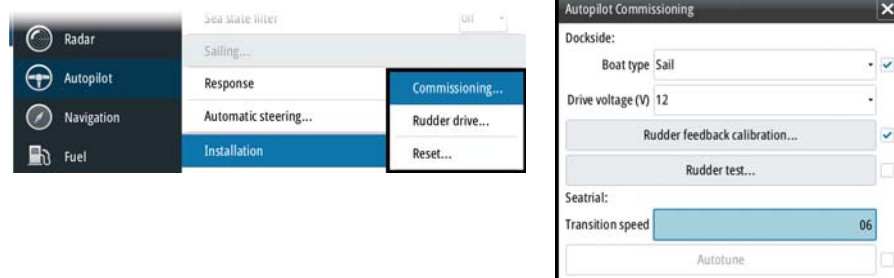 Sea state filter
Off
Radar
Sailing...
Autopilot
Response
Commissioning...
Navigation
Automatic steering...
Rudder drive...
Fuel
Installation
Reset...
Autopilot Commissioning
Dockside:
Boat type Sail
Drive voltage (V) 12
Rudder feedback calibration...
Rudder test...
Seatrial:
Transition speed 06
Autotune